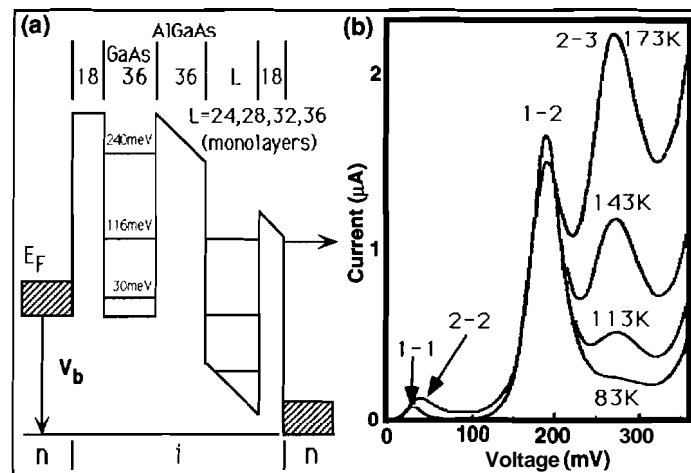 (a)
AlGaAs
GaAs
18 36 36 L 18
L=24,28,32,36
(monolayers)
240meV
116meV
30meV
E_F
V_b
n i n
(b)
2-3 173K
1-2
143K
113K
83K
1-1
2-2
Current (μA)
2
1
0
0 100 200 300
Voltage (mV)